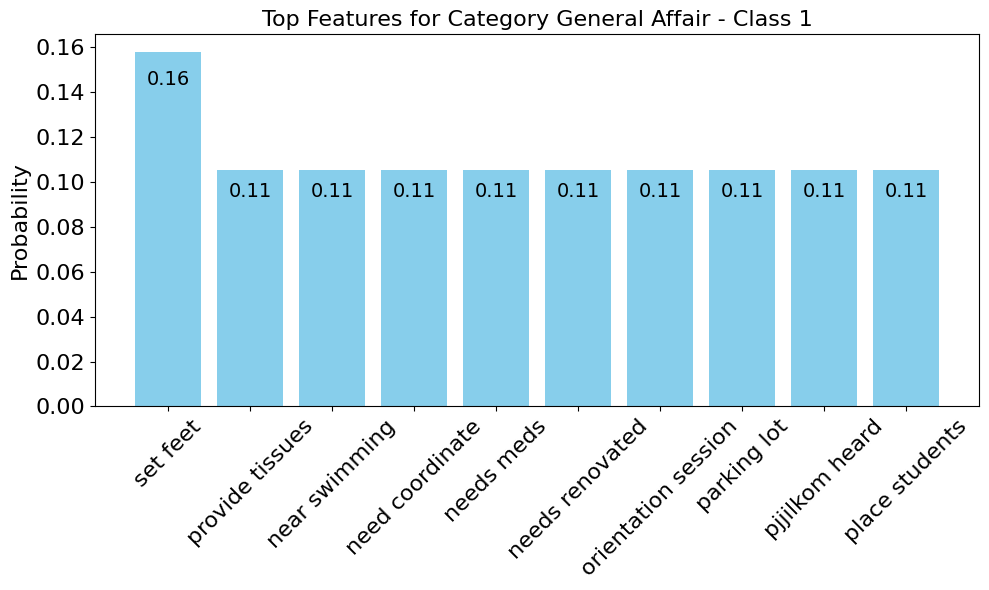 Top Features for Category General Affair - Class 1
Probability
0.16
0.14
0.12
0.10
0.08
0.06
0.04
0.02
0.00
0.16
0.11
0.11
0.11
0.11
0.11
0.11
0.11
0.11
0.11
set feet
provide tissues
near swimming
need coordinate
needs meds
needs renovated
orientation session
parking lot
pjjilkom heard
place students